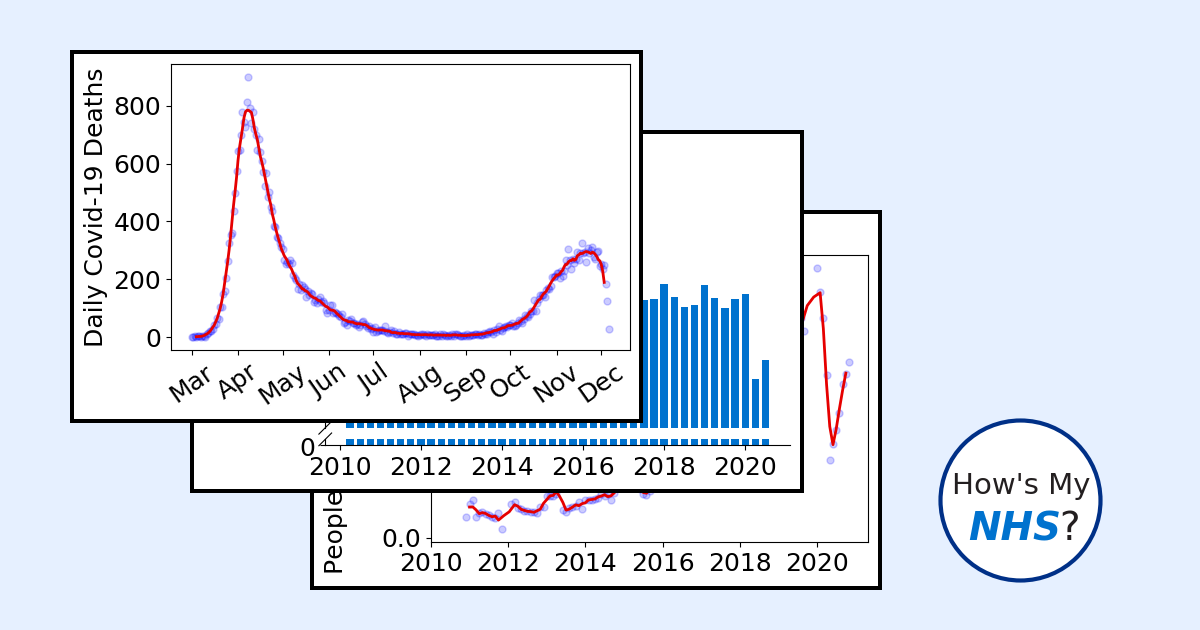 Daily Covid-19 Deaths
800
600
400
200
0
Mar Apr May Jun Jul Aug Sep Oct Nov Dec
0
2010 2012 2014 2016 2018 2020
People
0.0
2010 2012 2014 2016 2018 2020
How's My
NHS?